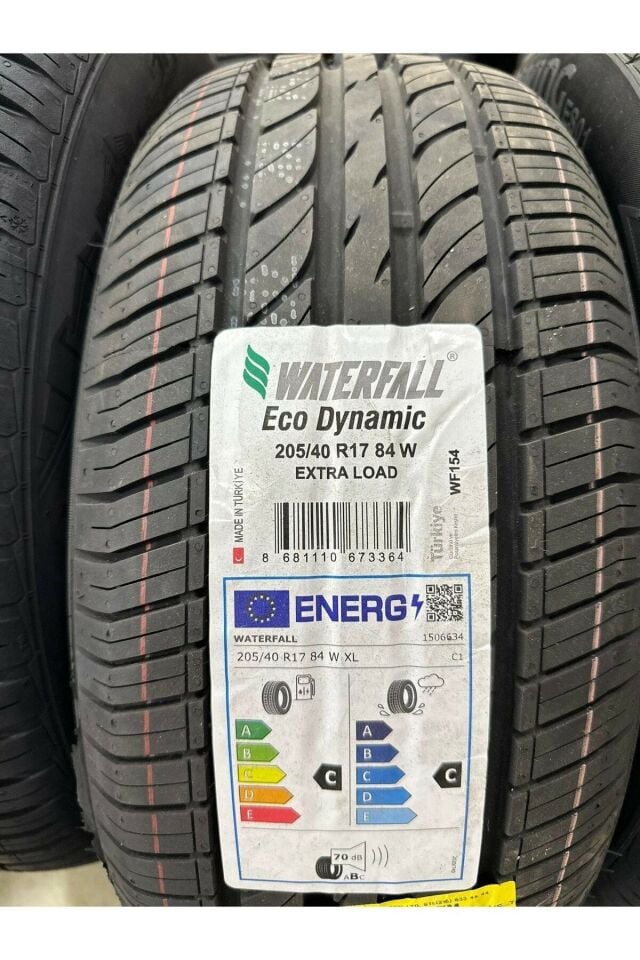 WATERFALL®
Eco Dynamic
205/40 R17 84 W
EXTRA LOAD
MADE IN TÜRKİYE
WF154
8 681110 673364
Türkiye
ENERG
WATERFALL
1506634
205/40 R17 84 W XL
C1
A
B
C
D
E
C
A
B
C
D
E
C
70 dB
ABC